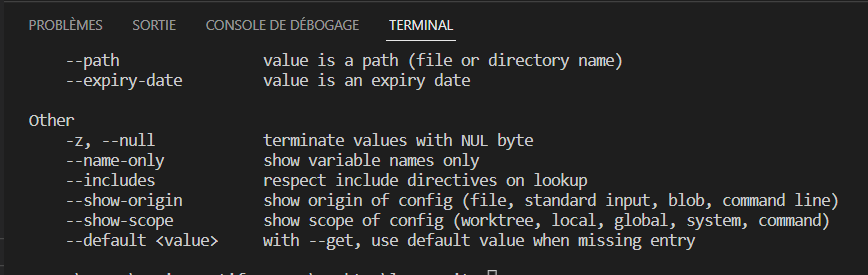 PROBLÈMES SORTIE CONSOLE DE DÉBOGAGE TERMINAL
--path value is a path (file or directory name)
--expiry-date value is an expiry date
Other
-z, --null terminate values with NUL byte
--name-only show variable names only
--includes respect include directives on lookup
--show-origin show origin of config (file, standard input, blob, command line)
--show-scope show scope of config (worktree, local, global, system, command)
--default <value> with --get, use default value when missing entry